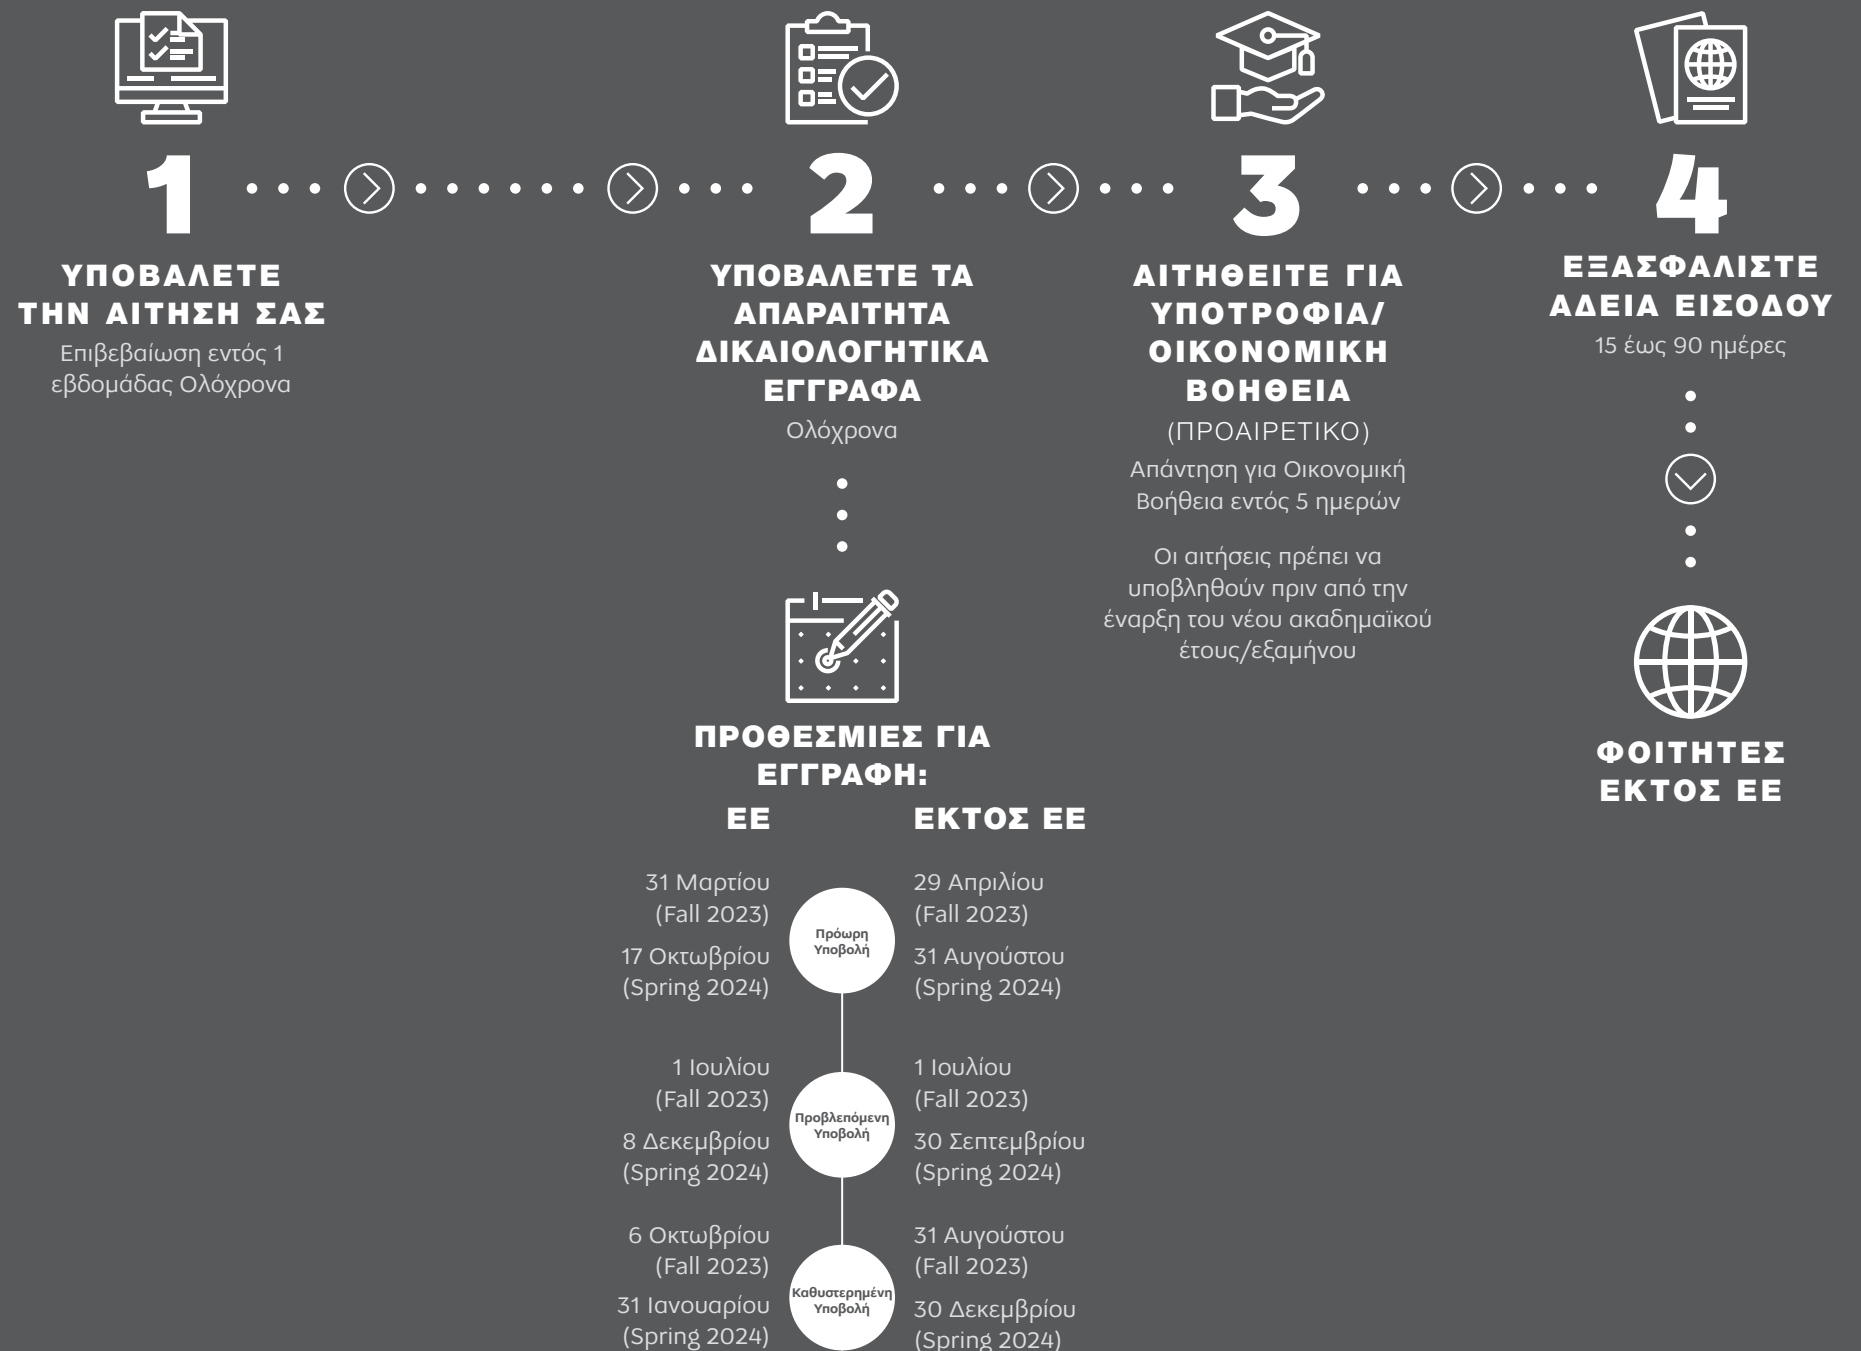 1
ΥΠΟΒΑΛΕΤΕ
ΤΗΝ ΑΙΤΗΣΗ ΣΑΣ
Επιβεβαίωση εντός 1
εβδομάδας Ολόχρονα
2
ΥΠΟΒΑΛΕΤΕ ΤΑ
ΑΠΑΡΑΙΤΗΤΑ
ΔΙΚΑΙΟΛΟΓΗΤΙΚΑ
ΕΓΓΡΑΦΑ
Ολόχρονα
ΠΡΟΘΕΣΜΙΕΣ ΓΙΑ
ΕΓΓΡΑΦΗ:
ΕΕ
31 Μαρτίου
(Fall 2023)
17 Οκτωβρίου
(Spring 2024)
ΕΚΤΟΣ ΕΕ
29 Απριλίου
(Fall 2023)
31 Αυγούστου
(Spring 2024)
Πρόωρη
Υποβολή
1 Ιουλίου
(Fall 2023)
8 Δεκεμβρίου
(Spring 2024)
Προβλεπόμενη
Υποβολή
1 Ιουλίου
(Fall 2023)
30 Σεπτεμβρίου
(Spring 2024)
6 Οκτωβρίου
(Fall 2023)
31 Ιανουαρίου
(Spring 2024)
Καθυστερημένη
Υποβολή
31 Αυγούστου
(Fall 2023)
30 Δεκεμβρίου
(Spring 2024)
3
ΑΙΤΗΘΕΙΤΕ ΓΙΑ
ΥΠΟΤΡΟΦΙΑ/
ΟΙΚΟΝΟΜΙΚΗ
ΒΟΗΘΕΙΑ
(ΠΡΟΑΙΡΕΤΙΚΟ)
Απάντηση για Οικονομική
Βοήθεια εντός 5 ημερών
Οι αιτήσεις πρέπει να
υποβληθούν πριν από την
έναρξη του νέου ακαδημαϊκού
έτους/εξαμήνου
4
ΕΞΑΣΦΑΛΙΣΤΕ
ΑΔΕΙΑ ΕΙΣΟΔΟΥ
15 έως 90 ημέρες
ΦΟΙΤΗΤΕΣ
ΕΚΤΟΣ ΕΕ